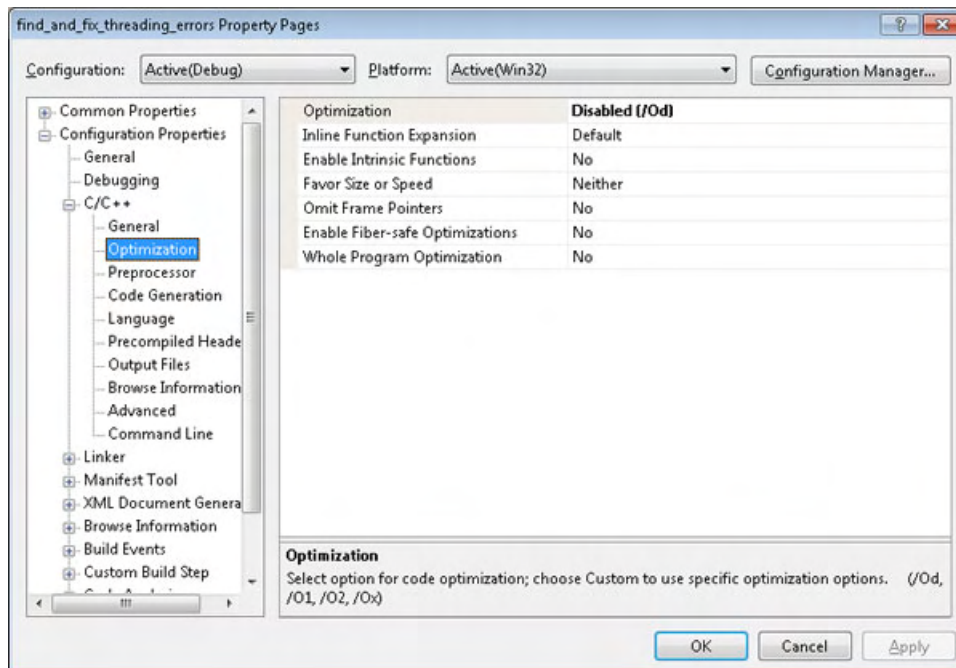 find_and_fix_threading_errors Property Pages
Configuration: Active(Debug) Platform: Active(Win32) Configuration Manager...
Common Properties
Configuration Properties
General
Debugging
C/C++
General
Optimization
Preprocessor
Code Generation
Language
Precompiled Heade
Output Files
Browse Information
Advanced
Command Line
Linker
Manifest Tool
XML Document Genera
Browse Information
Build Events
Custom Build Step
Optimization Disabled (/Od)
Inline Function Expansion Default
Enable Intrinsic Functions No
Favor Size or Speed Neither
Omit Frame Pointers No
Enable Fiber-safe Optimizations No
Whole Program Optimization No
Optimization
Select option for code optimization; choose Custom to use specific optimization options. (/Od,
/O1, /O2, /Ox)
OK Cancel Apply